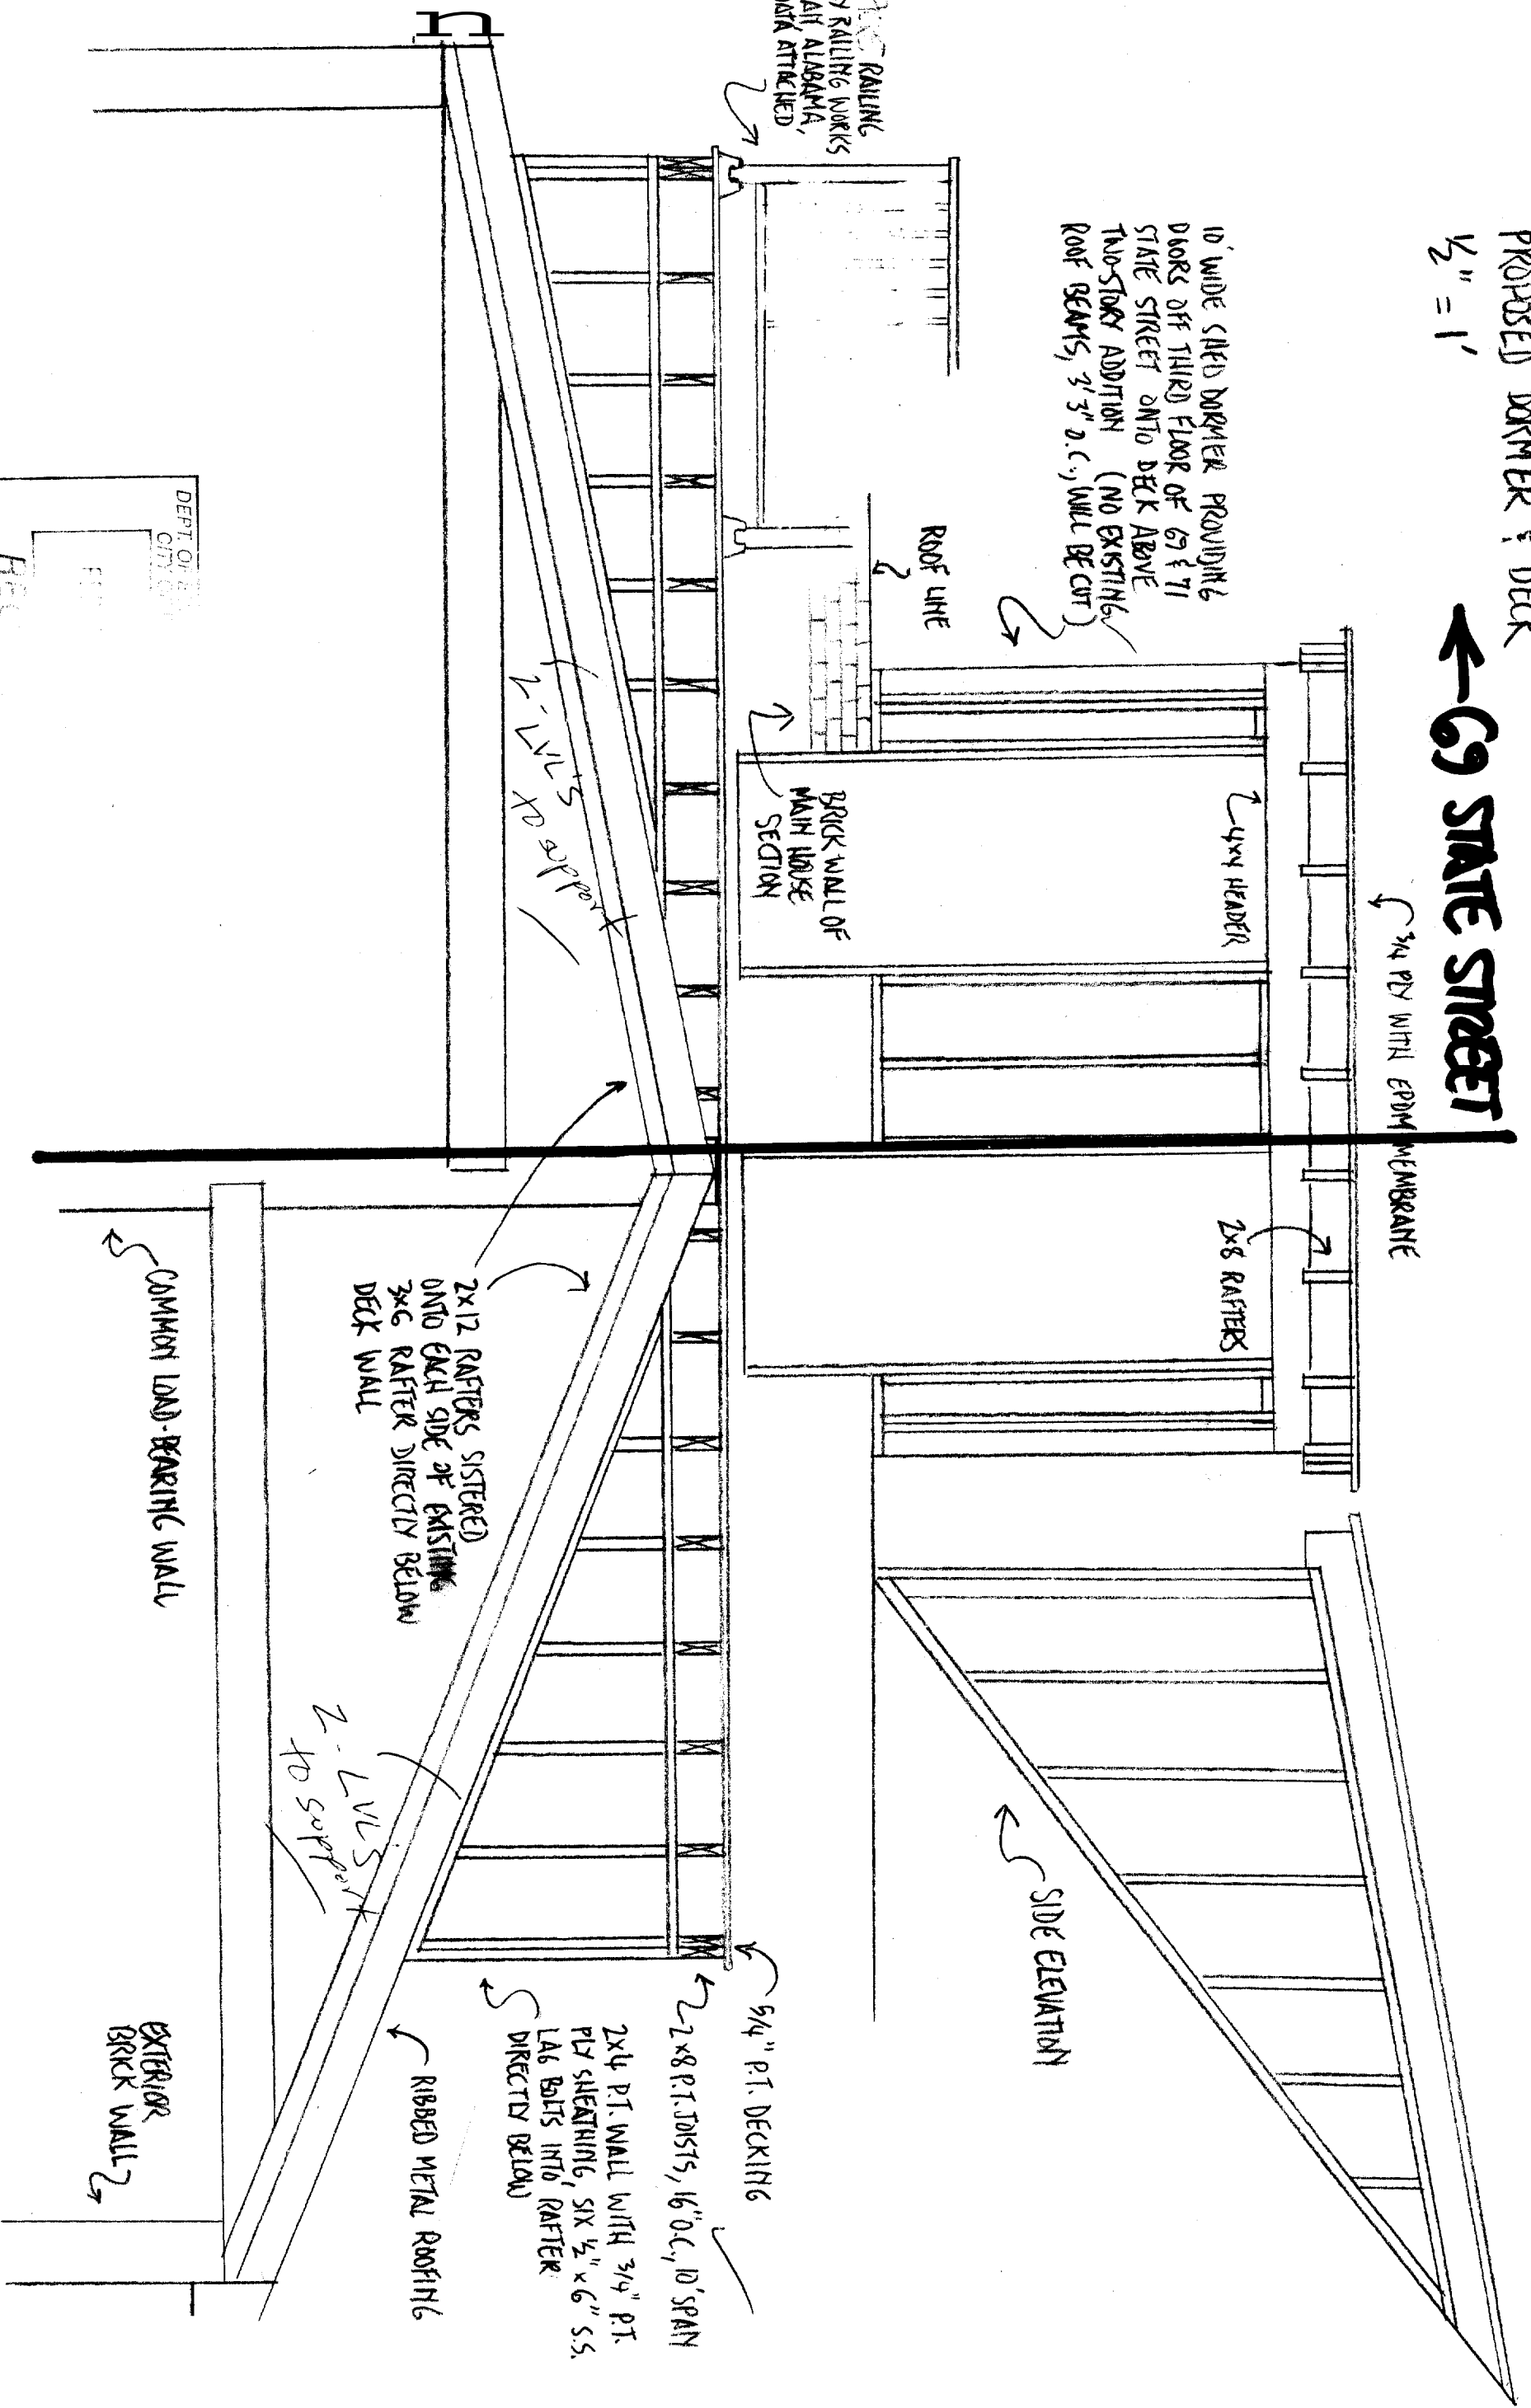 PROPOSED DORMER & DECK
1/2" = 1'
← 69 STATE STREET
3/4 PLY WITH EPDM MEMBRANE
10' WIDE SHED DORMER PROVIDING
DOORS OFF THIRD FLOOR OF 69 & 71
STATE STREET ONTO DECK ABOVE
TWO-STORY ADDITION (NO EXISTING
ROOF BEAMS, 3'3" O.C., WILL BE CUT)
4x4 HEADER
2x8 RAFTERS
SIDE ELEVATION
ROOF LINE
RAILING
RAILING WORKS
ALABAMA,
DATA ATTACHED
BRICK WALL OF
MAIN HOUSE
SECTION
5/4" P.T. DECKING
2x8 P.T. JOISTS, 16" O.C., 10' SPAN
2x4 P.T. WALL WITH 3/4" P.T.
PLY SHEATHING, SIX 1/2" x 6" S.S.
LAG BOLTS INTO RAFTER
DIRECTLY BELOW
RIBBED METAL ROOFING
2 - LVL'S
to support
2x12 RAFTERS SISTERED
ONTO EACH SIDE OF EXISTING
3x6 RAFTER DIRECTLY BELOW
DECK WALL
2 - LVL'S
to support
COMMON LOAD-BEARING WALL
EXTERIOR
BRICK WALL
DEPT. OF
CITY OF
n